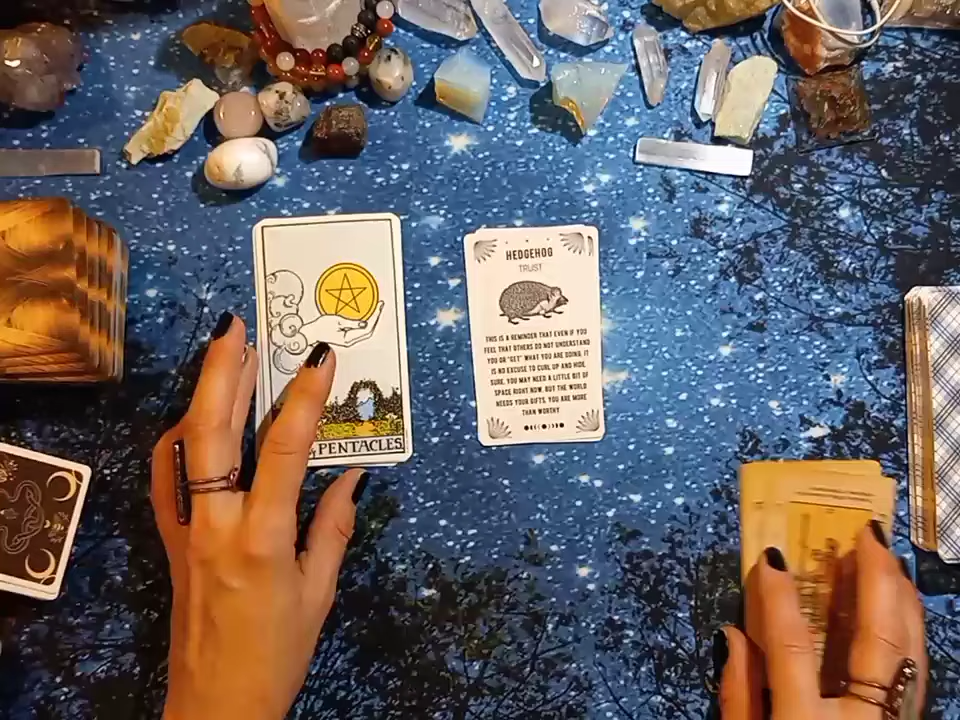 PENTACLES
HEDGEHOG
TRUST
THIS IS A REMINDER THAT EVEN IF YOU
FEEL THAT OTHERS DO NOT UNDERSTAND
YOU OR "GET" WHAT YOU ARE DOING, IT
IS NO EXCUSE TO CURL UP AND HIDE.
SURE, YOU MAY NEED A LITTLE BIT OF
SPACE RIGHT NOW, BUT THE WORLD
NEEDS YOUR GIFTS. YOU ARE MORE
THAN WORTHY